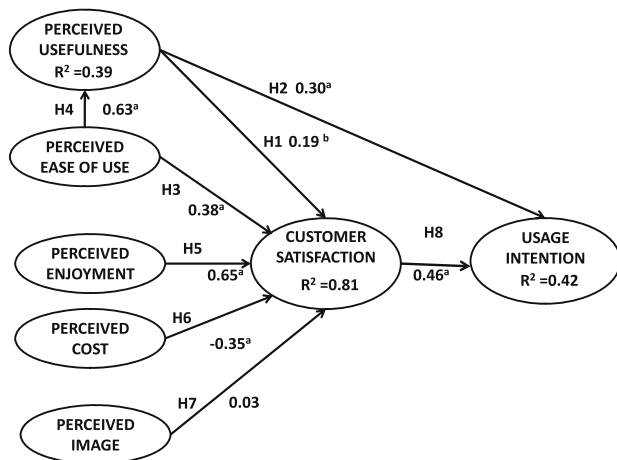 PERCEIVED
USEFULNESS
R² =0.39
H2 0.30ᵃ
H4 0.63ᵃ
H1 0.19 ᵇ
PERCEIVED
EASE OF USE
H3
0.38ᵃ
PERCEIVED
ENJOYMENT
H5
0.65ᵃ
CUSTOMER
SATISFACTION
R² =0.81
H8
0.46ᵃ
USAGE
INTENTION
R² =0.42
PERCEIVED
COST
H6
-0.35ᵃ
PERCEIVED
IMAGE
H7
0.03